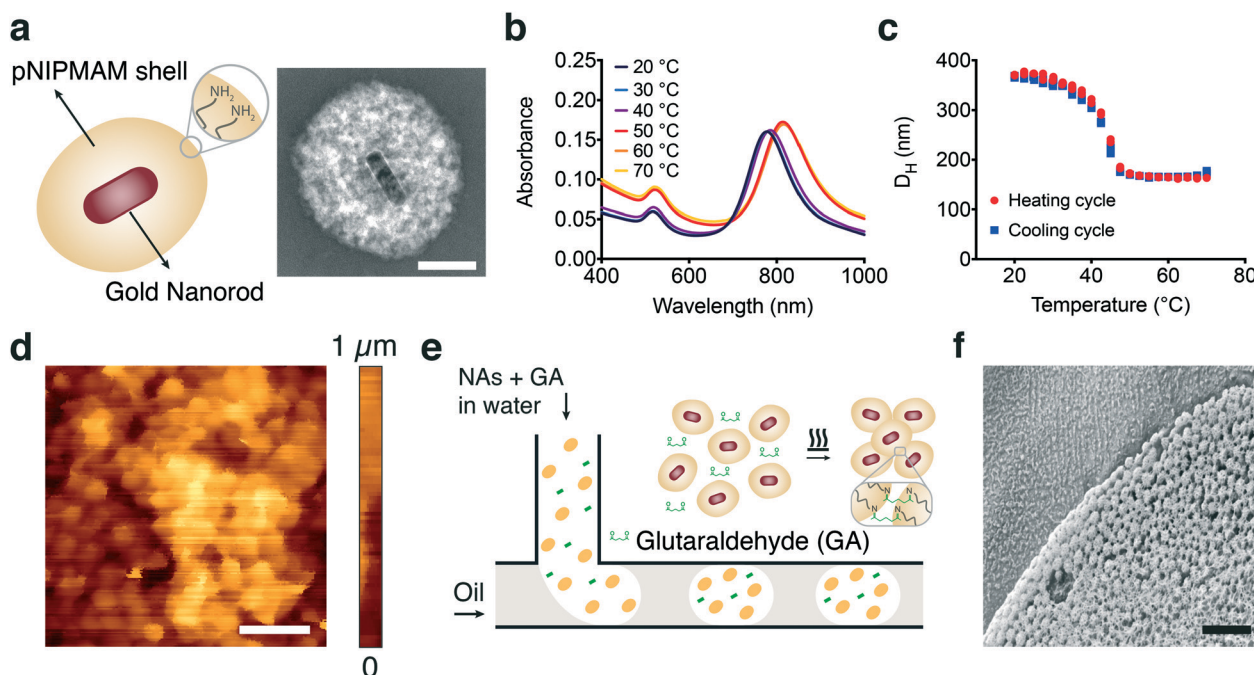 a
pNIPMAM shell
NH2
NH2
Gold Nanorod
b
Absorbance
0.25
0.20
0.15
0.10
0.05
0.00
20 °C
30 °C
40 °C
50 °C
60 °C
70 °C
400
600
800
1000
Wavelength (nm)
c
DH (nm)
400
300
200
100
0
Heating cycle
Cooling cycle
0
20
40
60
80
Temperature (°C)
d
1 µm
0
e
NAs + GA
in water
N
N
N
N
Glutaraldehyde (GA)
Oil
f